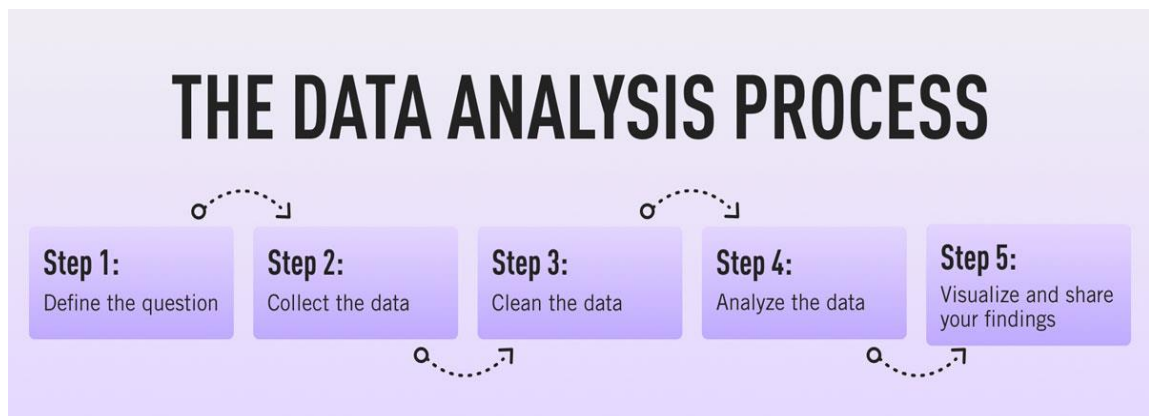 THE DATA ANALYSIS PROCESS
Step 1:
Define the question
Step 2:
Collect the data
Step 3:
Clean the data
Step 4:
Analyze the data
Step 5:
Visualize and share
your findings